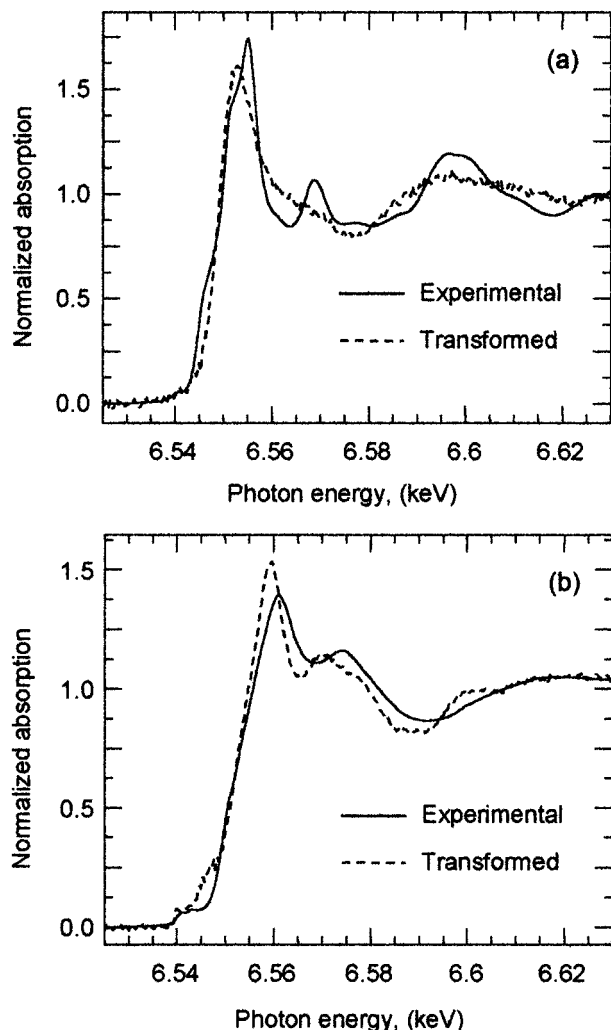 (a)
1.5
1.0
0.5
0.0
Normalized absorption
Experimental
Transformed
6.54 6.56 6.58 6.6 6.62
Photon energy, (keV)
(b)
1.5
1.0
0.5
0.0
Normalized absorption
Experimental
Transformed
6.54 6.56 6.58 6.6 6.62
Photon energy, (keV)